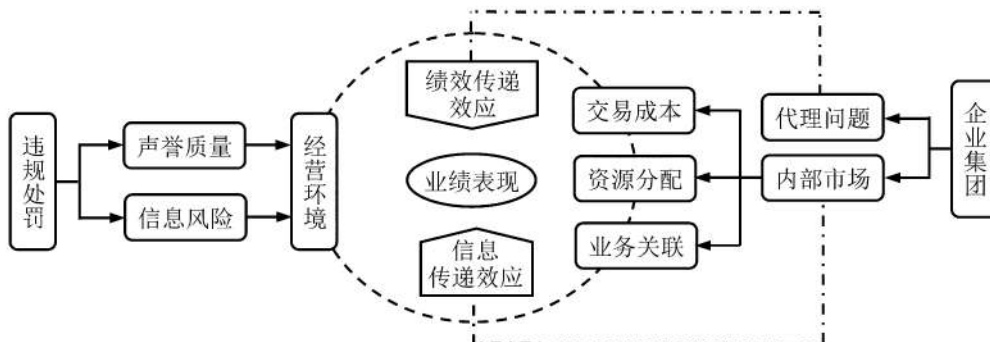 违规处罚
声誉质量
信息风险
经营环境
绩效传递
效应
业绩表现
信息
传递效应
交易成本
资源分配
业务关联
代理问题
内部市场
企业集团